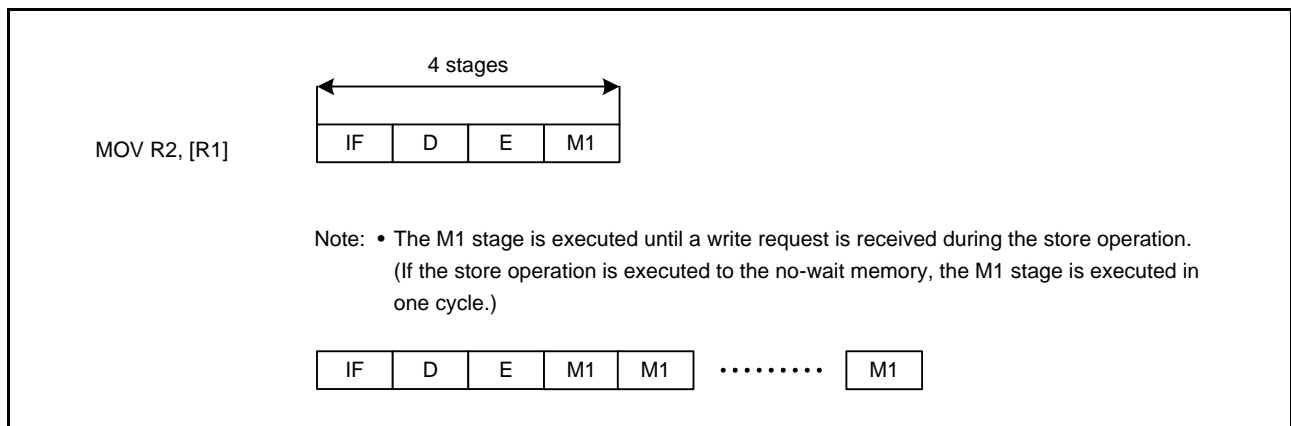 4 stages
MOV R2, [R1]
IF D E M1
Note: • The M1 stage is executed until a write request is received during the store operation.
(If the store operation is executed to the no-wait memory, the M1 stage is executed in
one cycle.)
IF D E M1 M1 ········· M1